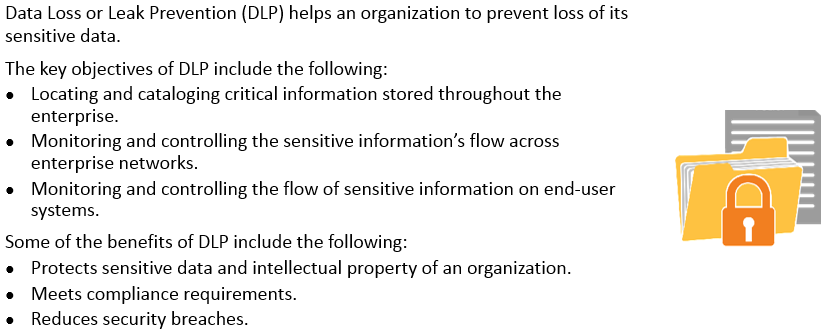 Data Loss or Leak Prevention (DLP) helps an organization to prevent loss of its
sensitive data.
The key objectives of DLP include the following:
● Locating and cataloging critical information stored throughout the
enterprise.
● Monitoring and controlling the sensitive information’s flow across
enterprise networks.
● Monitoring and controlling the flow of sensitive information on end-user
systems.
Some of the benefits of DLP include the following:
● Protects sensitive data and intellectual property of an organization.
● Meets compliance requirements.
● Reduces security breaches.